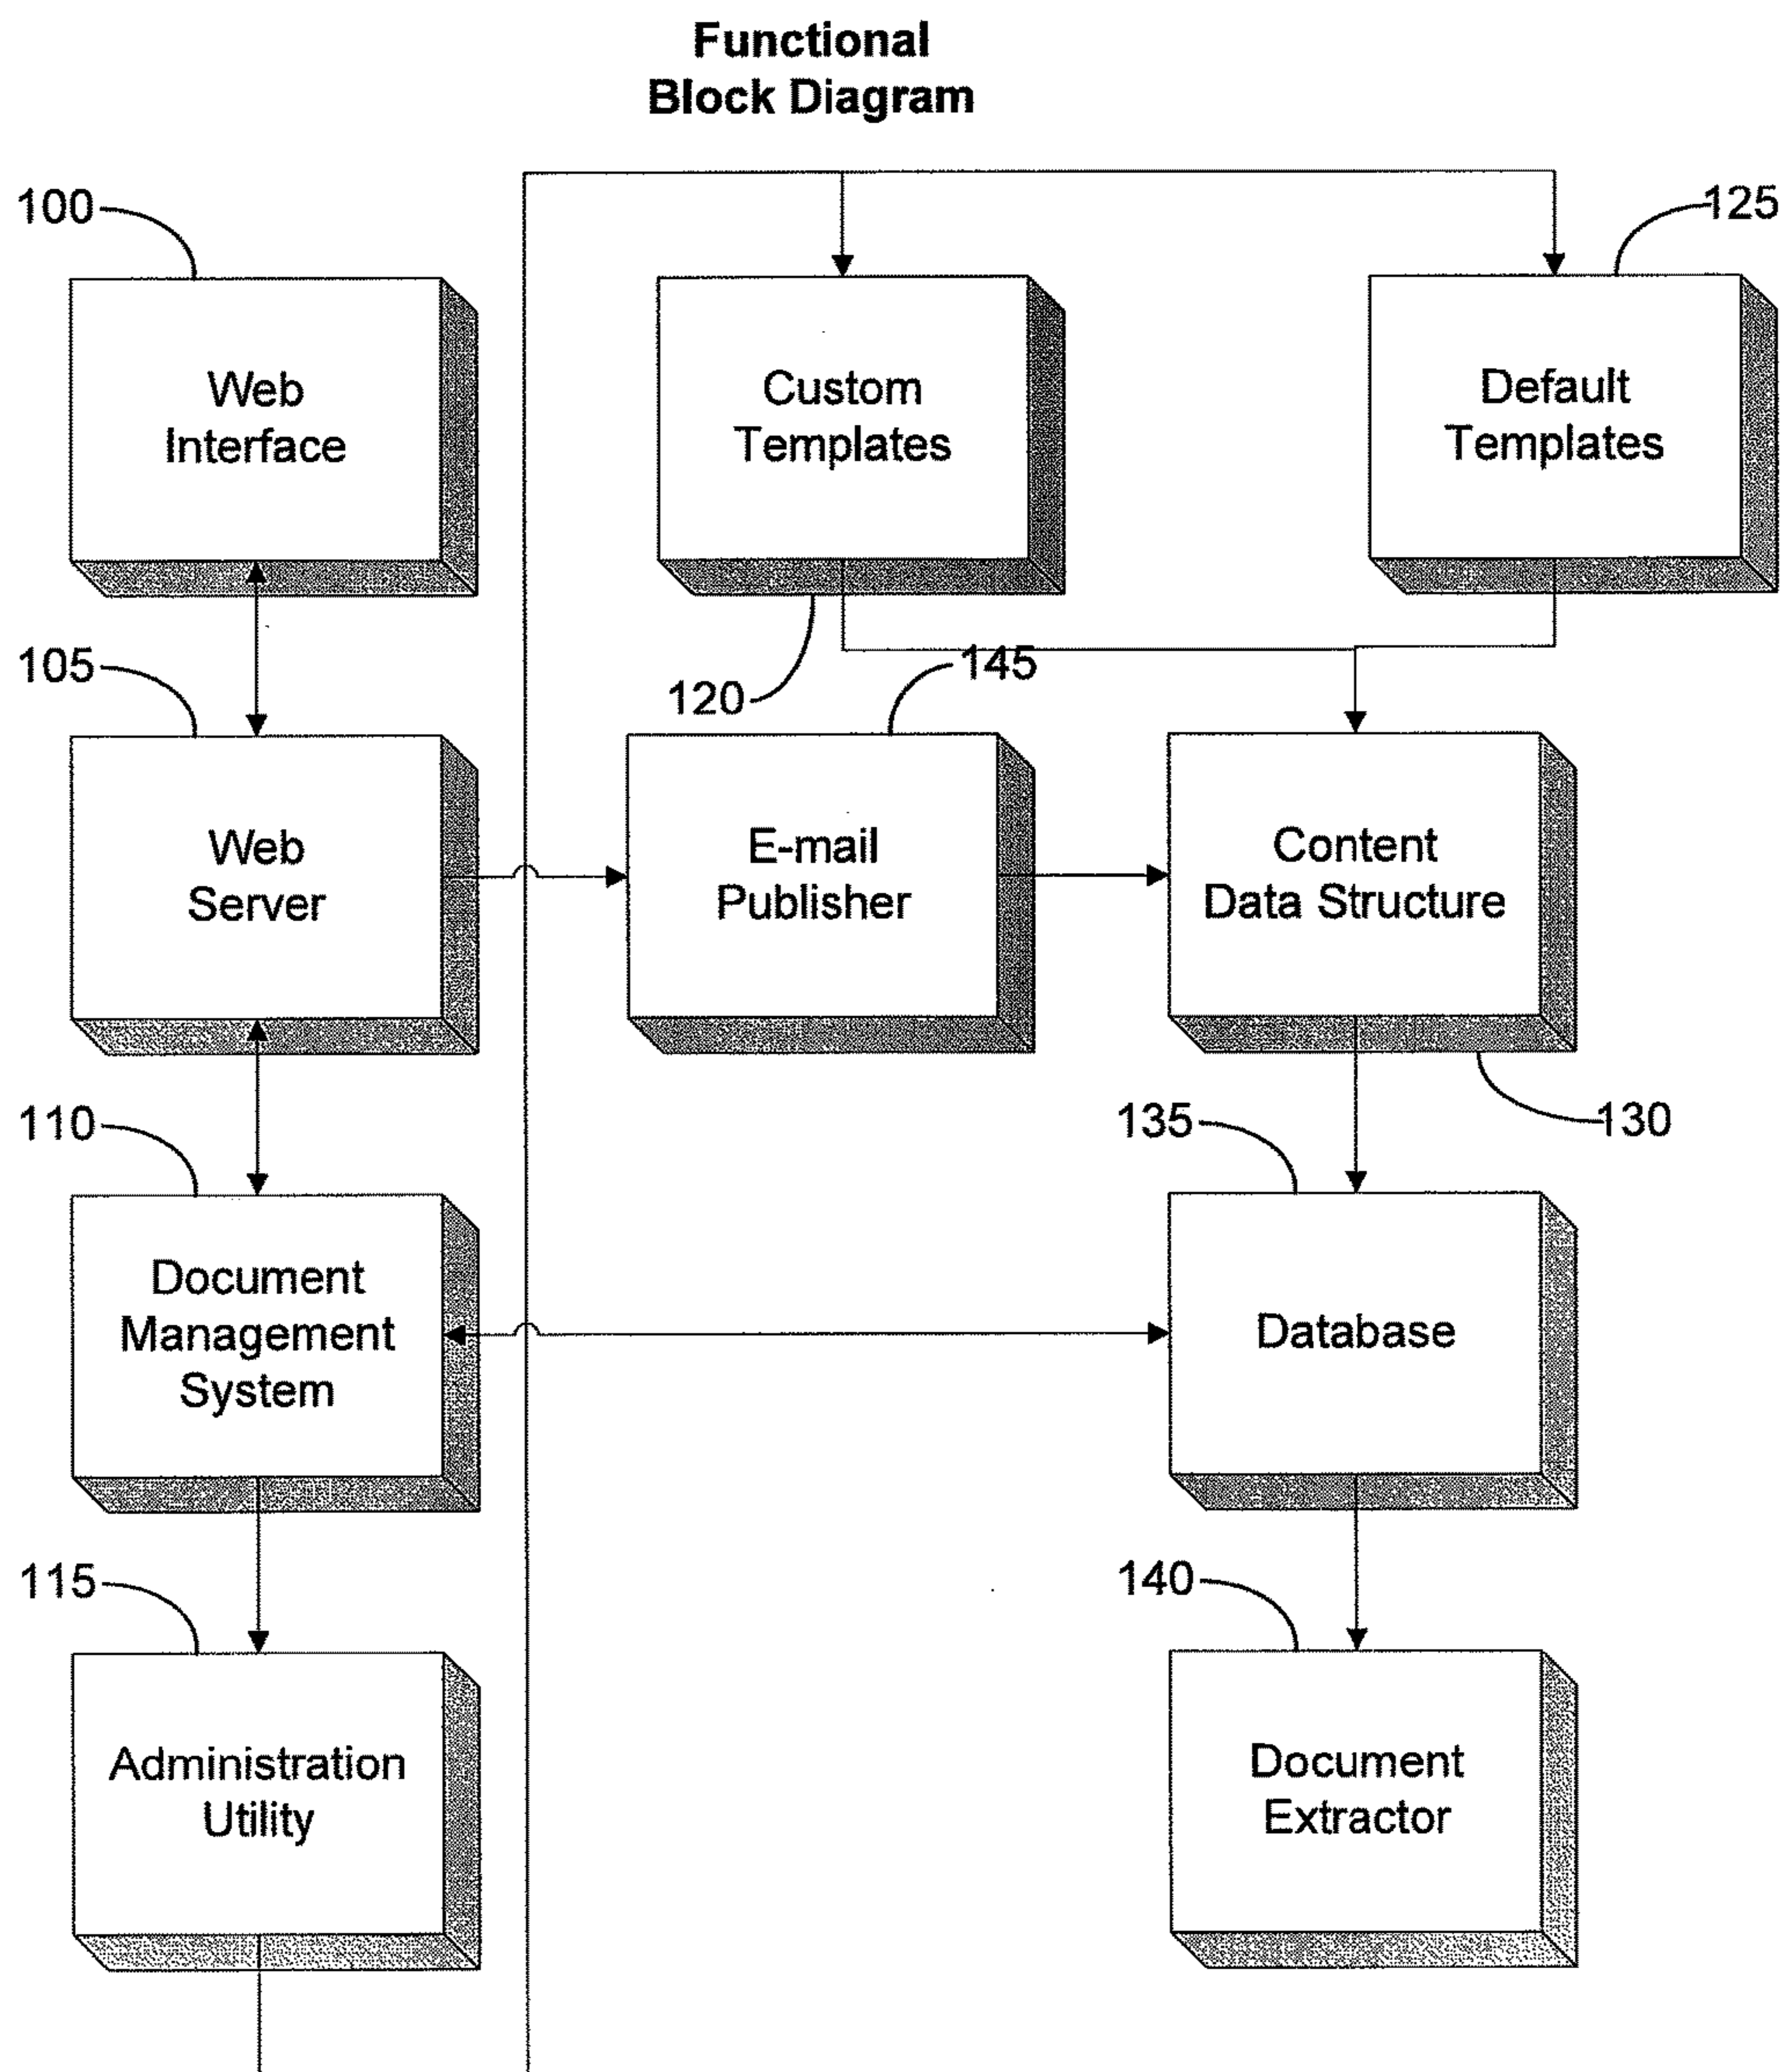 Functional
Block Diagram
100
125
Web
Interface
Custom
Templates
Default
Templates
105
120
145
Web
Server
E-mail
Publisher
Content
Data Structure
110
135
130
Document
Management
System
Database
115
140
Administration
Utility
Document
Extractor